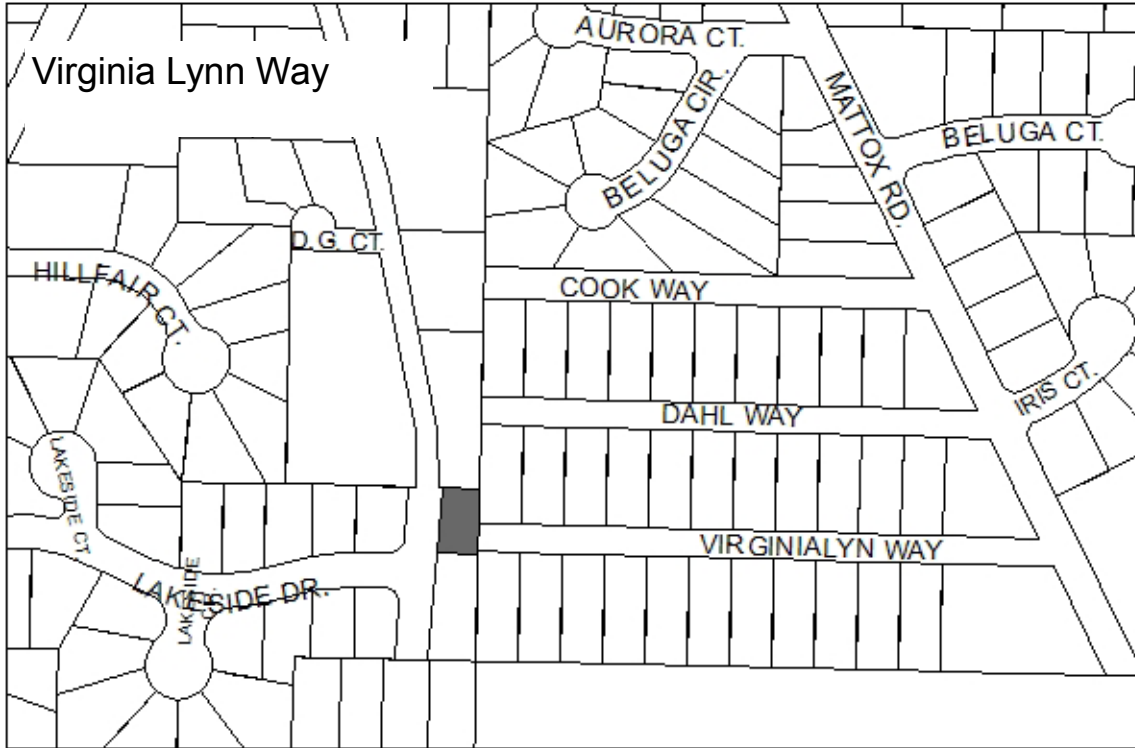 Virginia Lynn Way
AURORA CT.
BELUGA CIR.
MATTOX RD.
BELUGA CT.
D.G. CT.
HILLFAIR CT.
COOK WAY
DAHL WAY
IRIS CT.
LAKESIDE CT
VIRGINIALYN WAY
LAKESIDE DR.
LAKESIDE